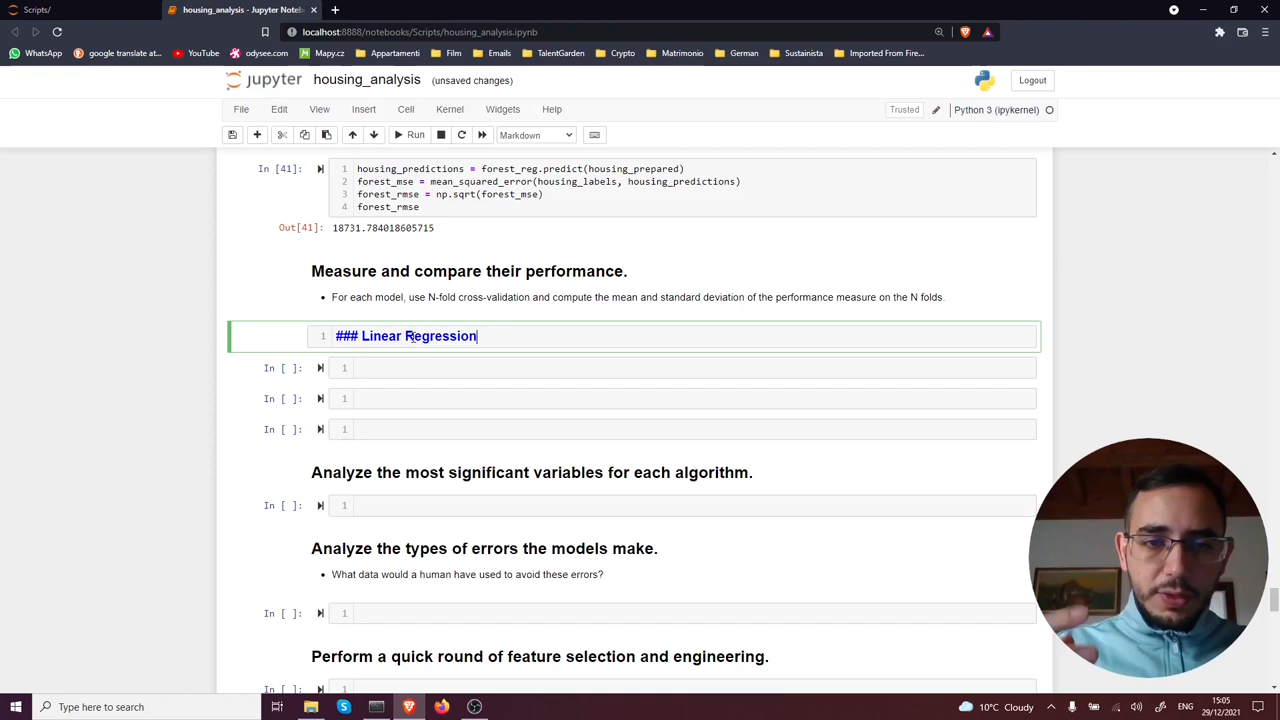 Scripts/
housing_analysis - Jupyter Noteb
localhost:8888/notebooks/Scripts/housing_analysis.ipynb
WhatsApp google translate at... YouTube odysee.com Mapy.cz Appartamenti Film Emails TalentGarden Crypto Matrimonio German Sustainista Imported From Fire...
jupyter housing_analysis (unsaved changes) Logout
File Edit View Insert Cell Kernel Widgets Help Trusted Python 3 (ipykernel)
Run Markdown
In [41]: 1 housing_predictions = forest_reg.predict(housing_prepared)
2 forest_mse = mean_squared_error(housing_labels, housing_predictions)
3 forest_rmse = np.sqrt(forest_mse)
4 forest_rmse
Out[41]: 18731.784018605715
Measure and compare their performance.
• For each model, use N-fold cross-validation and compute the mean and standard deviation of the performance measure on the N folds.
1 ### Linear Regression
In [ ]: 1
In [ ]: 1
In [ ]: 1
Analyze the most significant variables for each algorithm.
In [ ]: 1
Analyze the types of errors the models make.
• What data would a human have used to avoid these errors?
In [ ]: 1
Perform a quick round of feature selection and engineering.
In [ ]: 1
Type here to search
10°C Cloudy ENG
15:05
29/12/2021